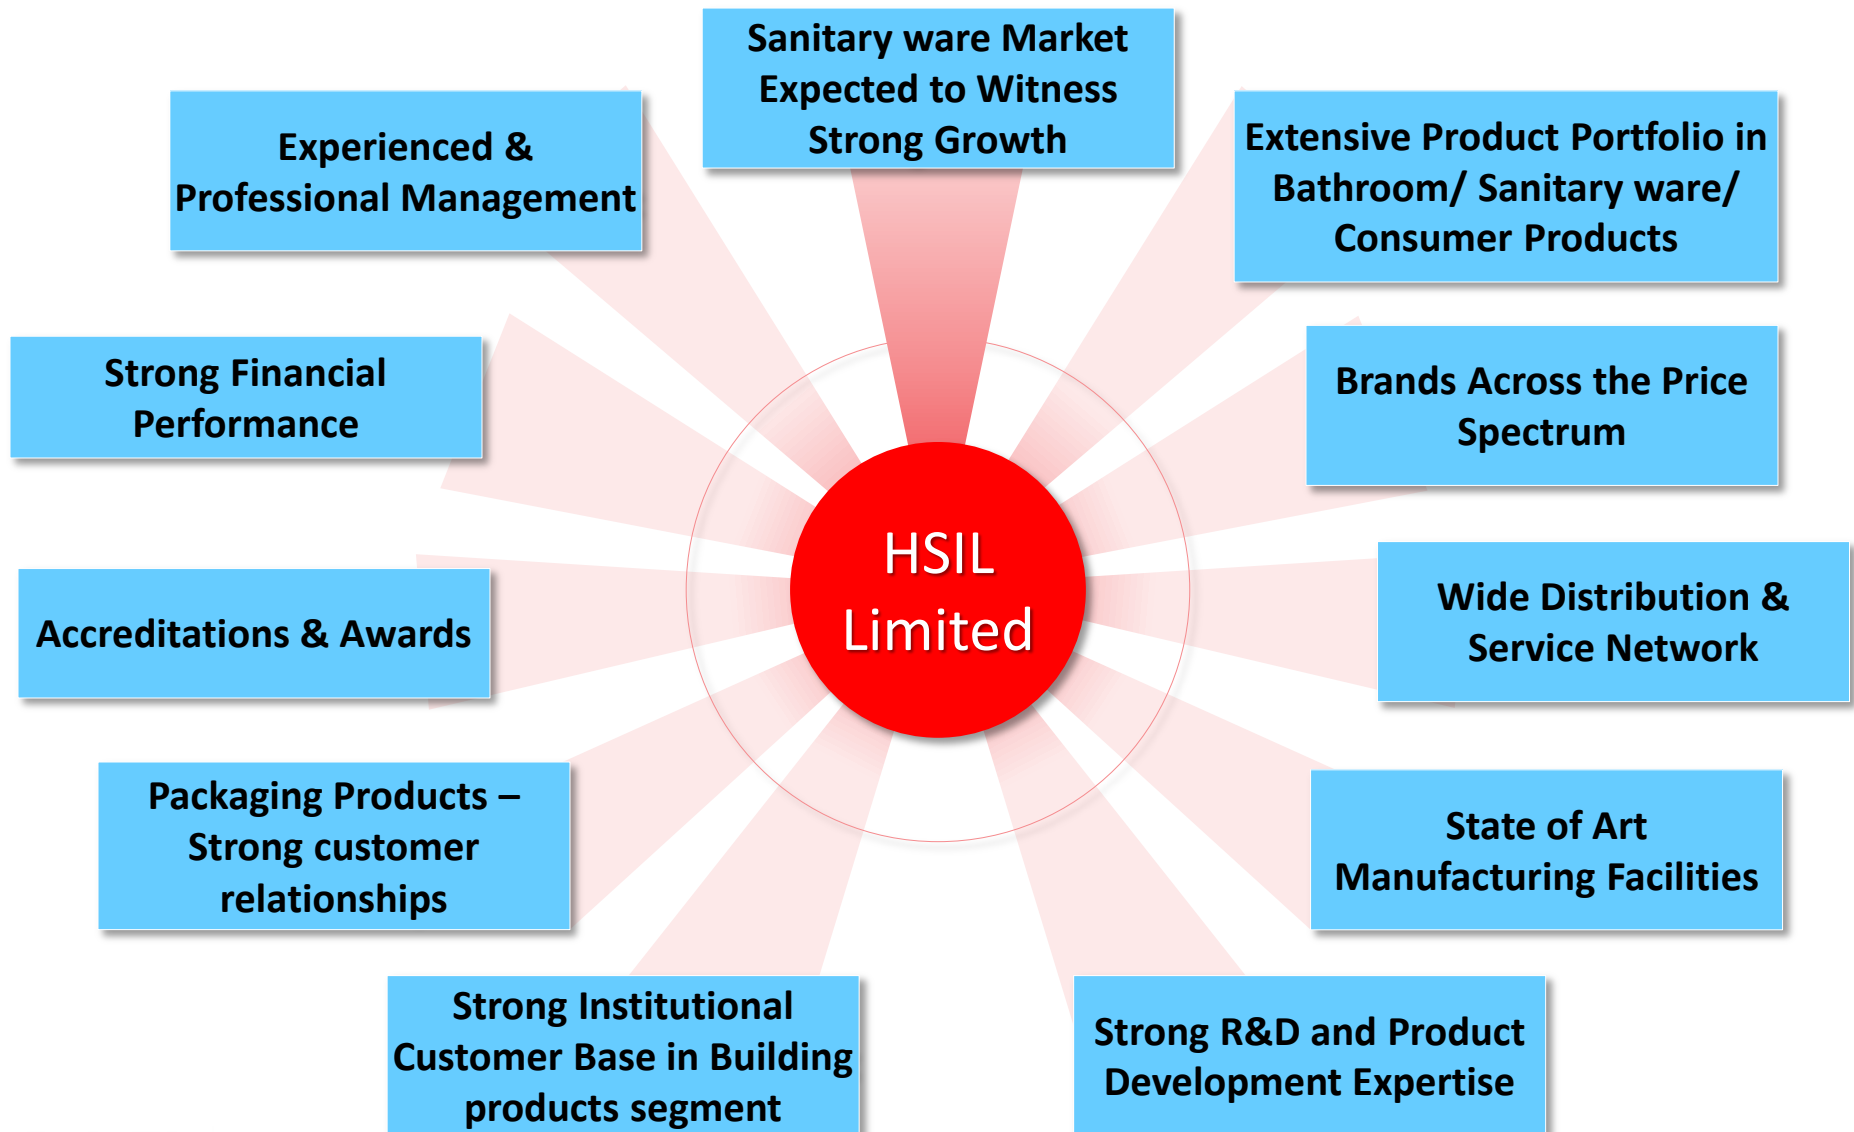 Sanitary ware Market
Expected to Witness
Strong Growth
Extensive Product Portfolio in
Bathroom/ Sanitary ware/
Consumer Products
Brands Across the Price
Spectrum
Wide Distribution &
Service Network
State of Art
Manufacturing Facilities
Strong R&D and Product
Development Expertise
Strong Institutional
Customer Base in Building
products segment
Packaging Products –
Strong customer
relationships
Accreditations & Awards
Strong Financial
Performance
Experienced &
Professional Management
HSIL
Limited